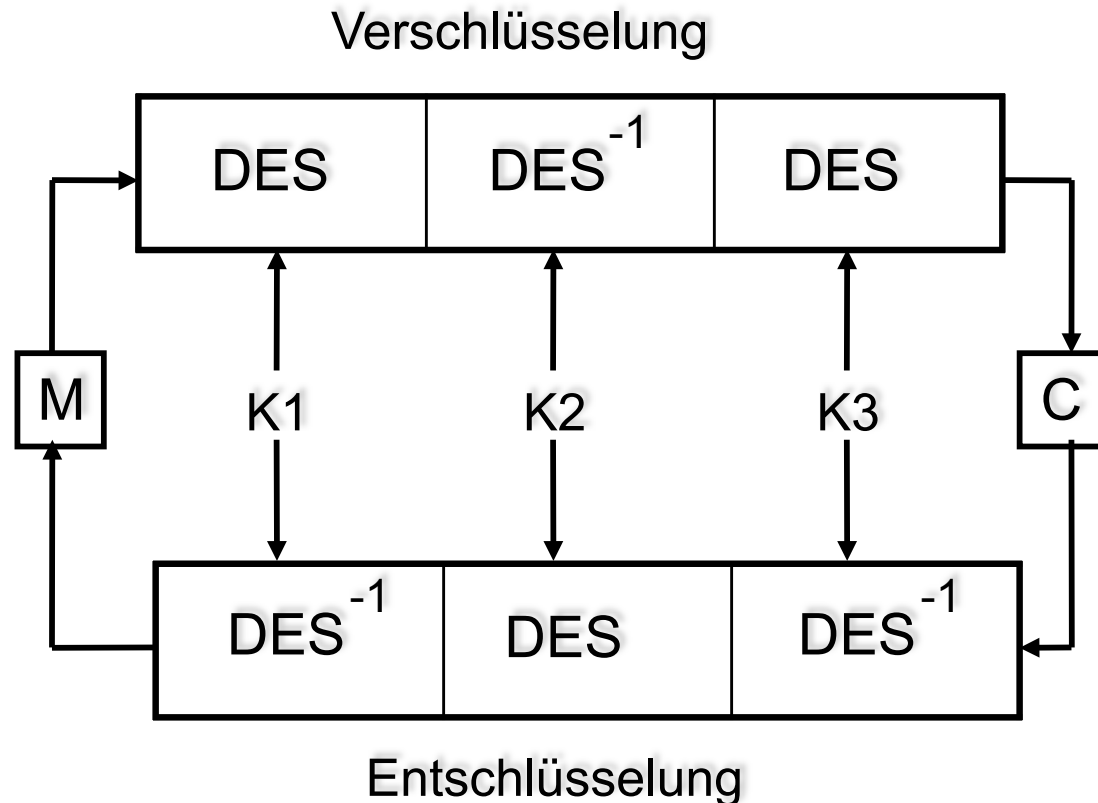 Verschlüsselung
DES DES-1 DES
M K1 K2 K3 C
DES-1 DES DES-1
Entschlüsselung